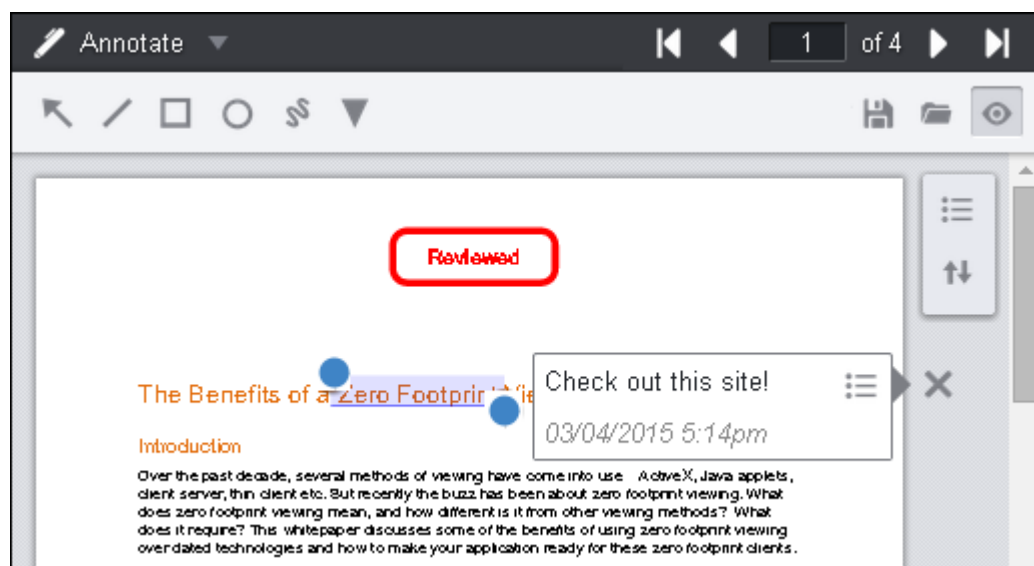 Annotate
1 of 4
Reviewed
The Benefits of a Zero Footprint Vie
Check out this site!
03/04/2015 5:14pm
Introduction
Over the past decade, several methods of viewing have come into use ActiveX, Java applets,
client server, thin client etc. But recently the buzz has been about zero footprint viewing. What
does zero footprint viewing mean, and how different is it from other viewing methods? What
does it require? This whitepaper discusses some of the benefits of using zero footprint viewing
over dated technologies and how to make your application ready for these zero footprint clients.